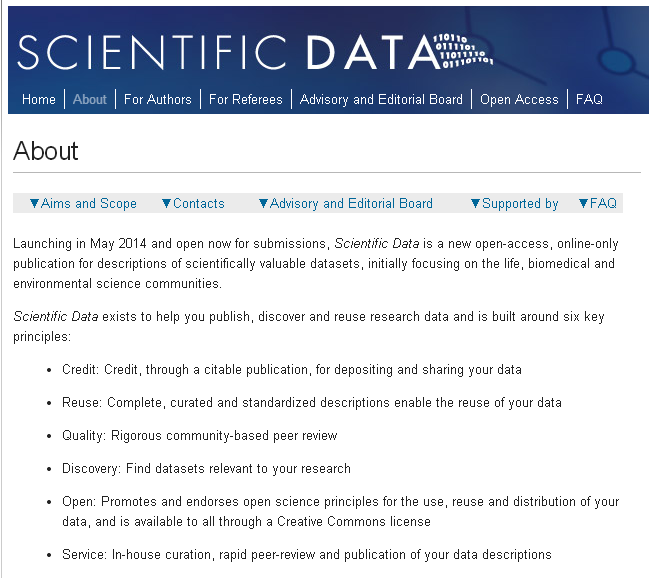 SCIENTIFIC DATA
110110
011101
11011110
011101101
Home About For Authors For Referees Advisory and Editorial Board Open Access FAQ
About
▼Aims and Scope ▼Contacts ▼Advisory and Editorial Board ▼Supported by ▼FAQ
Launching in May 2014 and open now for submissions, Scientific Data is a new open-access, online-only
publication for descriptions of scientifically valuable datasets, initially focusing on the life, biomedical and
environmental science communities.
Scientific Data exists to help you publish, discover and reuse research data and is built around six key
principles:
• Credit: Credit, through a citable publication, for depositing and sharing your data
• Reuse: Complete, curated and standardized descriptions enable the reuse of your data
• Quality: Rigorous community-based peer review
• Discovery: Find datasets relevant to your research
• Open: Promotes and endorses open science principles for the use, reuse and distribution of your
data, and is available to all through a Creative Commons license
• Service: In-house curation, rapid peer-review and publication of your data descriptions